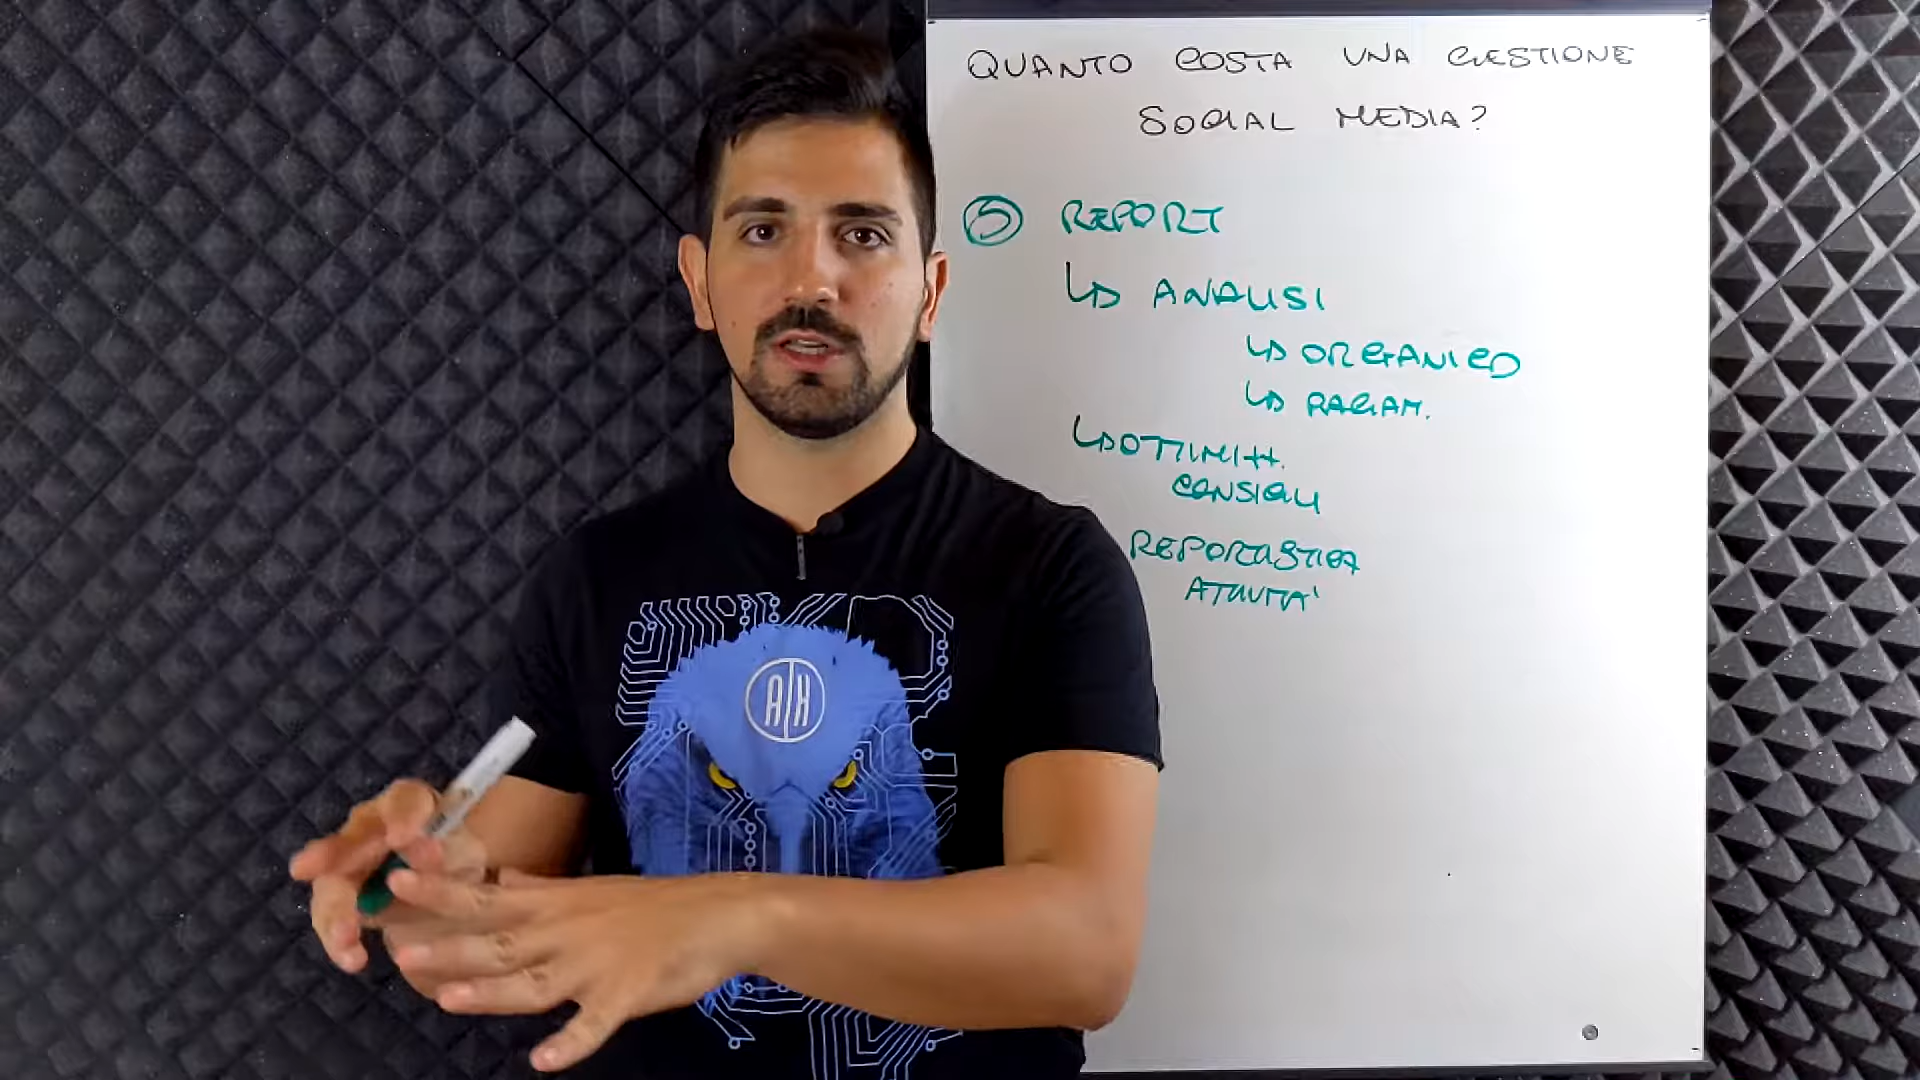 QUANTO COSTA UNA GESTIONE
SOCIAL MEDIA?
5 REPORT
↳ ANALISI
↳ ORGANICO
↳ PAGAM.
↳ OTTIMIZZ.
CONSIGLI
REPORTISTICA
ATTIVITA'
A|X